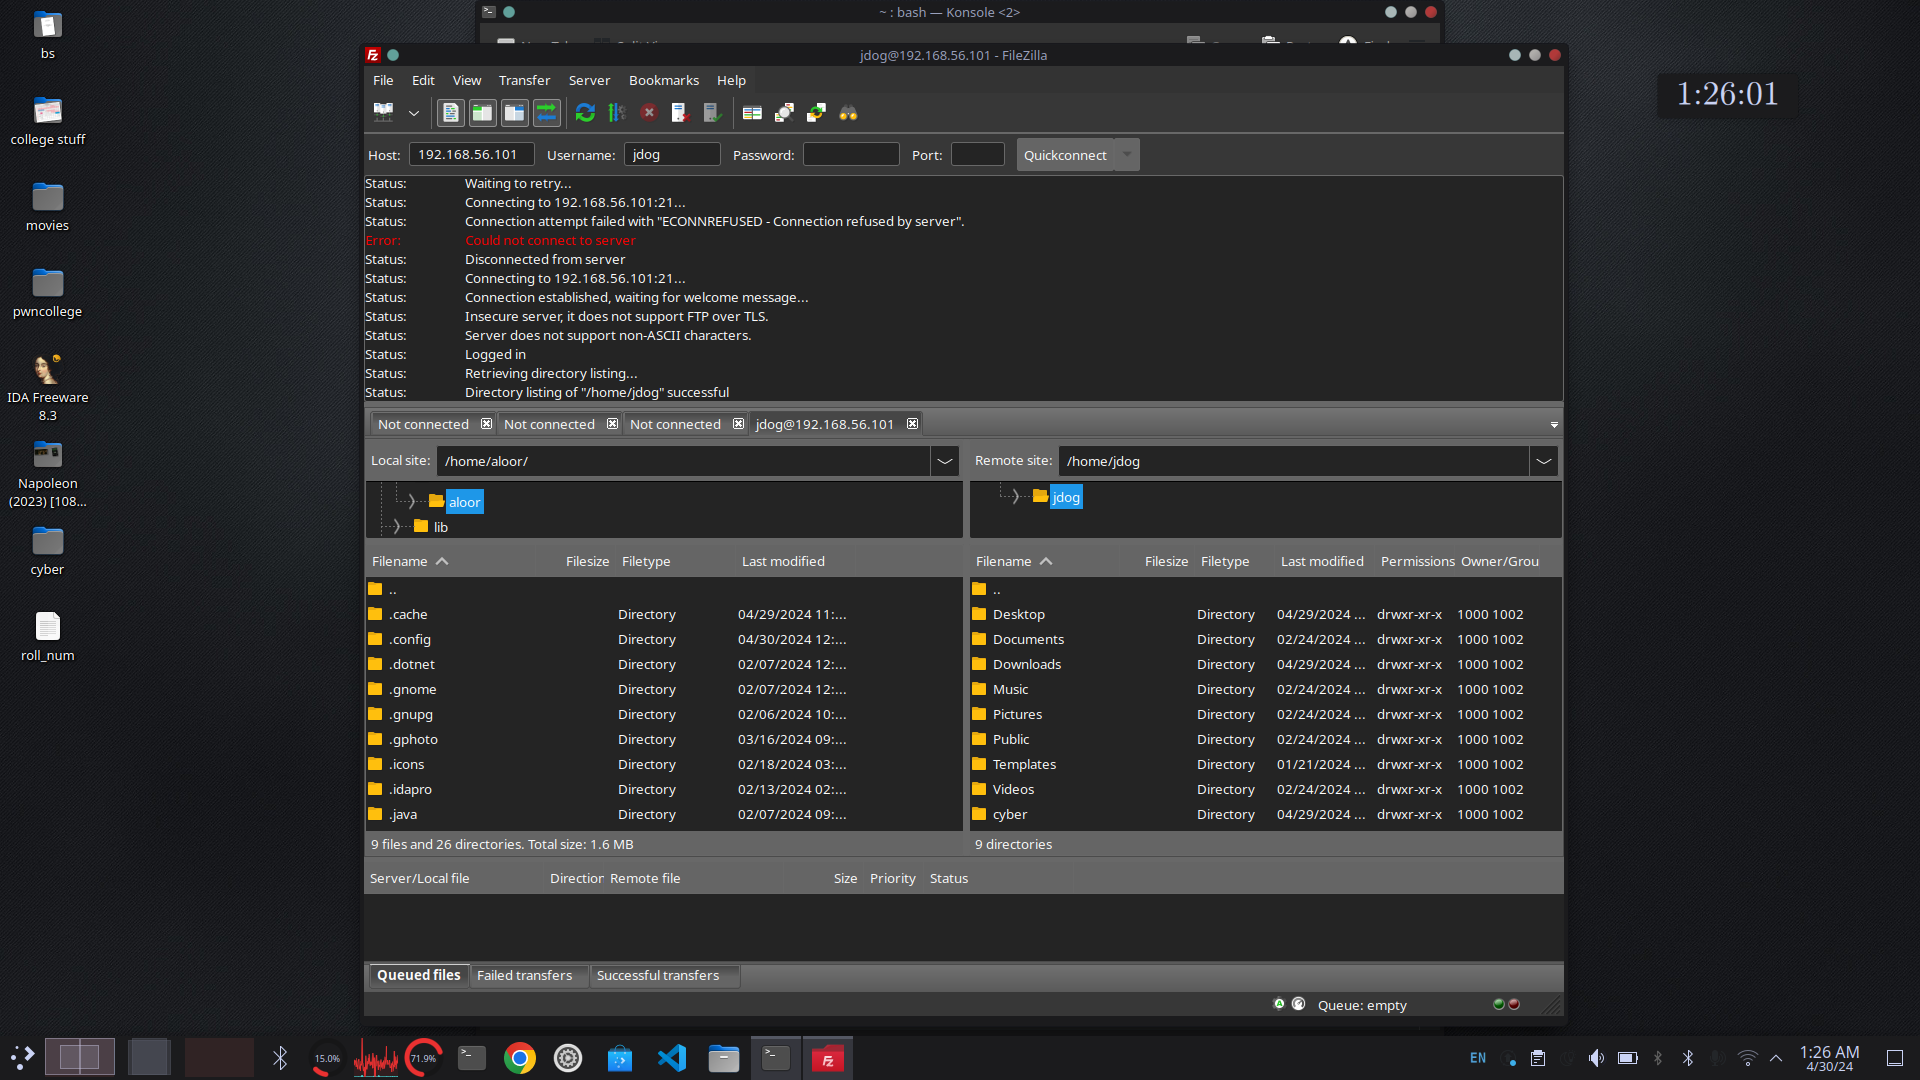 ~ : bash — Konsole <2>
bs
college stuff
movies
pwncollege
IDA Freeware
8.3
Napoleon
(2023) [108...
cyber
roll_num
1:26:01
jdog@192.168.56.101 - FileZilla
File Edit View Transfer Server Bookmarks Help
Host: 192.168.56.101 Username: jdog Password: Port: Quickconnect
Status: Waiting to retry...
Status: Connecting to 192.168.56.101:21...
Status: Connection attempt failed with "ECONNREFUSED - Connection refused by server".
Error: Could not connect to server
Status: Disconnected from server
Status: Connecting to 192.168.56.101:21...
Status: Connection established, waiting for welcome message...
Status: Insecure server, it does not support FTP over TLS.
Status: Server does not support non-ASCII characters.
Status: Logged in
Status: Retrieving directory listing...
Status: Directory listing of "/home/jdog" successful
Not connected Not connected Not connected jdog@192.168.56.101
Local site: /home/aloor/
aloor
lib
Filename Filesize Filetype Last modified
..
.cache Directory 04/29/2024 11:...
.config Directory 04/30/2024 12:...
.dotnet Directory 02/07/2024 12:...
.gnome Directory 02/07/2024 12:...
.gnupg Directory 02/06/2024 10:...
.gphoto Directory 03/16/2024 09:...
.icons Directory 02/18/2024 03:...
.idapro Directory 02/13/2024 02:...
.java Directory 02/07/2024 09:...
9 files and 26 directories. Total size: 1.6 MB
Remote site: /home/jdog
jdog
Filename Filesize Filetype Last modified Permissions Owner/Grou
..
Desktop Directory 04/29/2024 ... drwxr-xr-x 1000 1002
Documents Directory 02/24/2024 ... drwxr-xr-x 1000 1002
Downloads Directory 04/29/2024 ... drwxr-xr-x 1000 1002
Music Directory 02/24/2024 ... drwxr-xr-x 1000 1002
Pictures Directory 02/24/2024 ... drwxr-xr-x 1000 1002
Public Directory 02/24/2024 ... drwxr-xr-x 1000 1002
Templates Directory 01/21/2024 ... drwxr-xr-x 1000 1002
Videos Directory 02/24/2024 ... drwxr-xr-x 1000 1002
cyber Directory 04/29/2024 ... drwxr-xr-x 1000 1002
9 directories
Server/Local file Direction Remote file Size Priority Status
Queued files Failed transfers Successful transfers
Queue: empty
15.0% 71.9% EN 1:26 AM
4/30/24